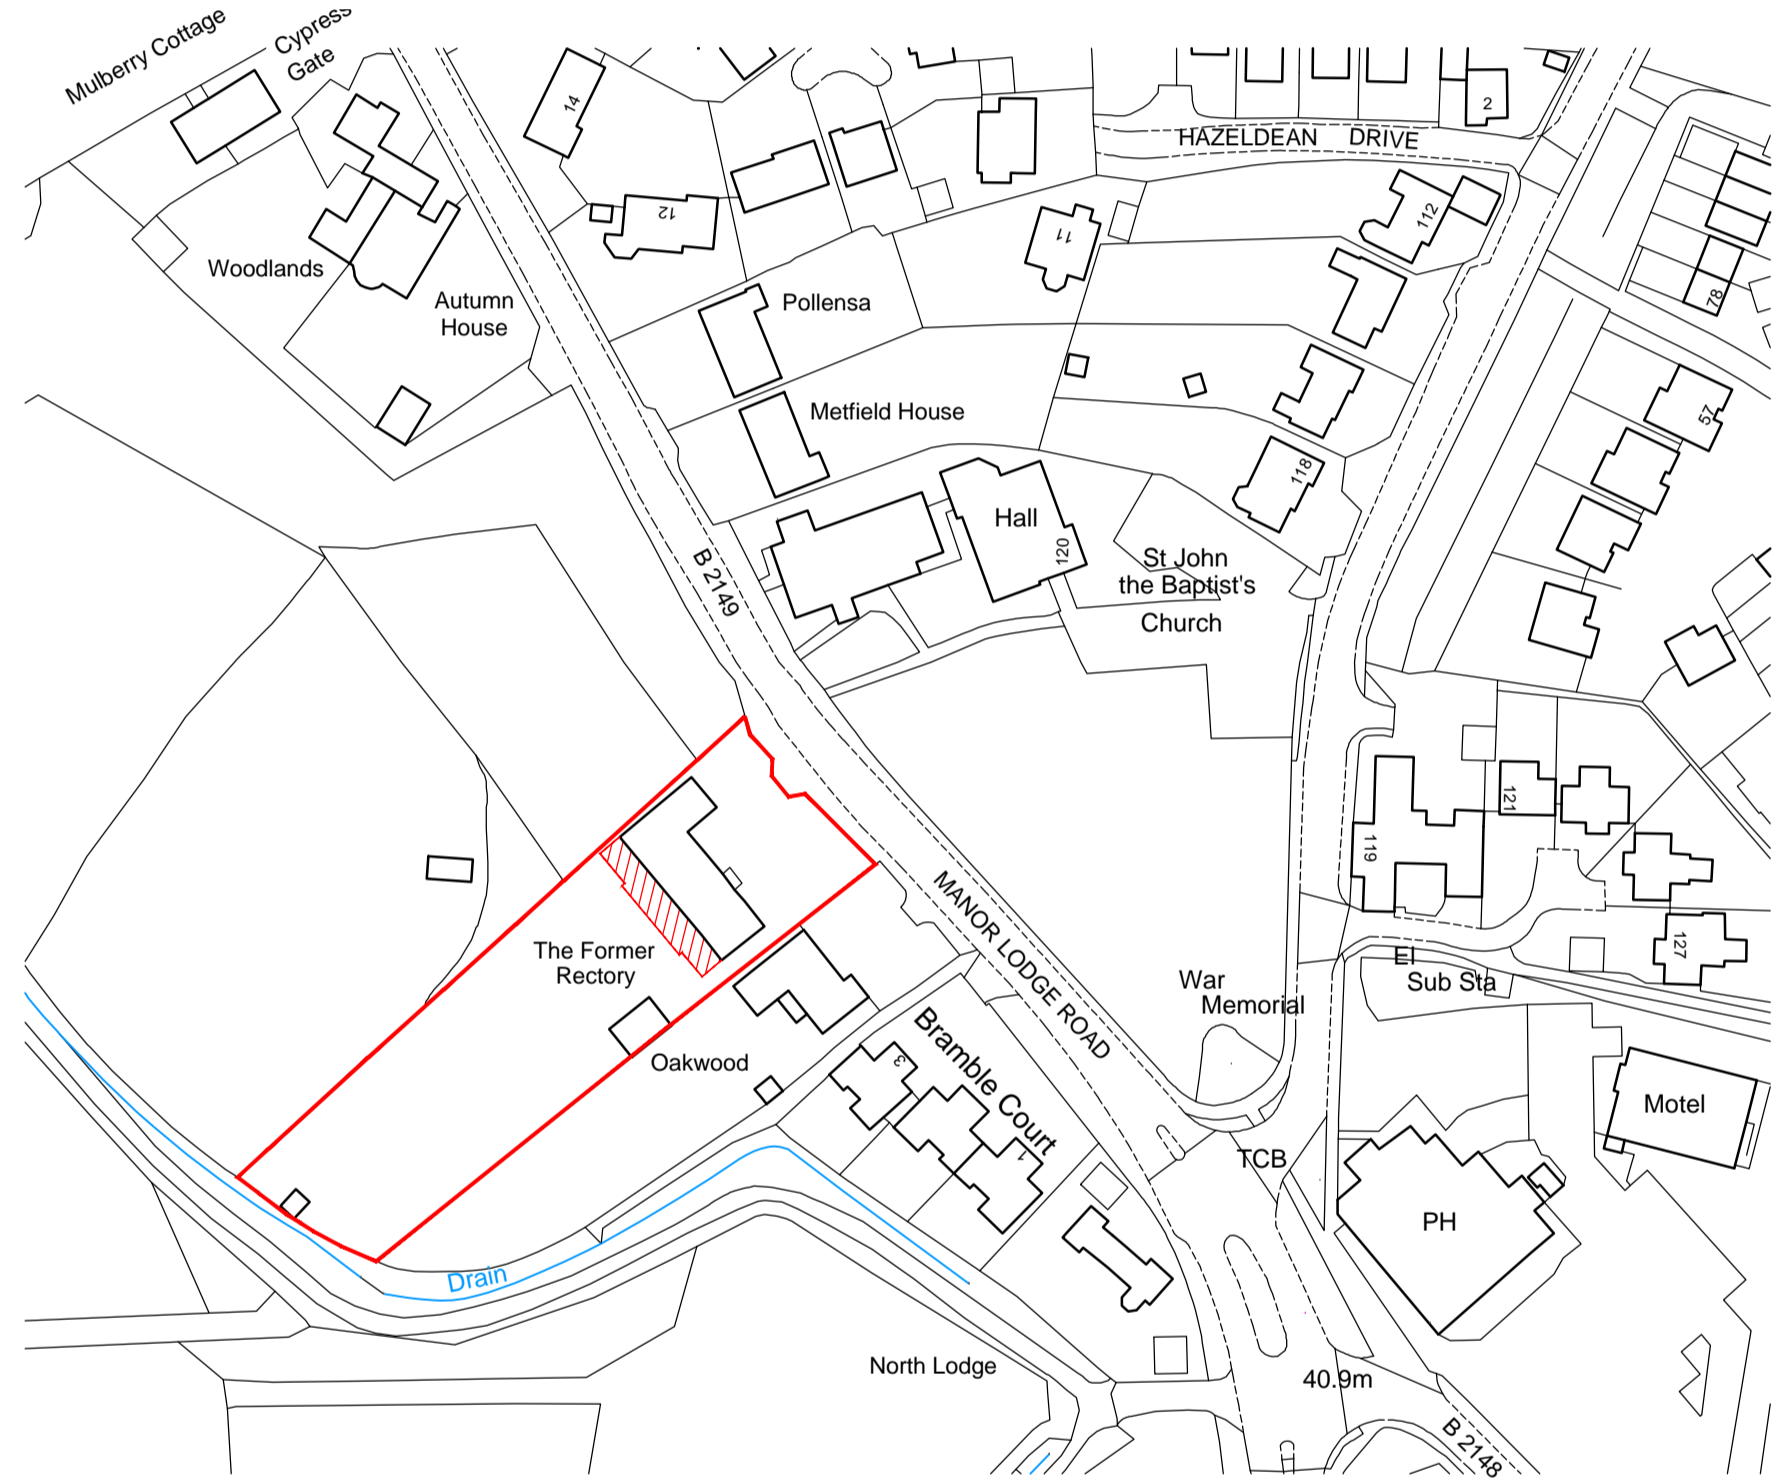 Mulberry Cottage
Cypress
Gate
14
2
HAZELDEAN DRIVE
12
11
112
Woodlands
Autumn
House
Pollensa
78
Metfield House
57
118
Hall
120
St John
the Baptist's
Church
B 2149
121
119
127
The Former
Rectory
MANOR LODGE ROAD
El
Sub Sta
War
Memorial
Oakwood
Bramble Court
3
1
Motel
TCB
PH
Drain
North Lodge
40.9m
B 2148